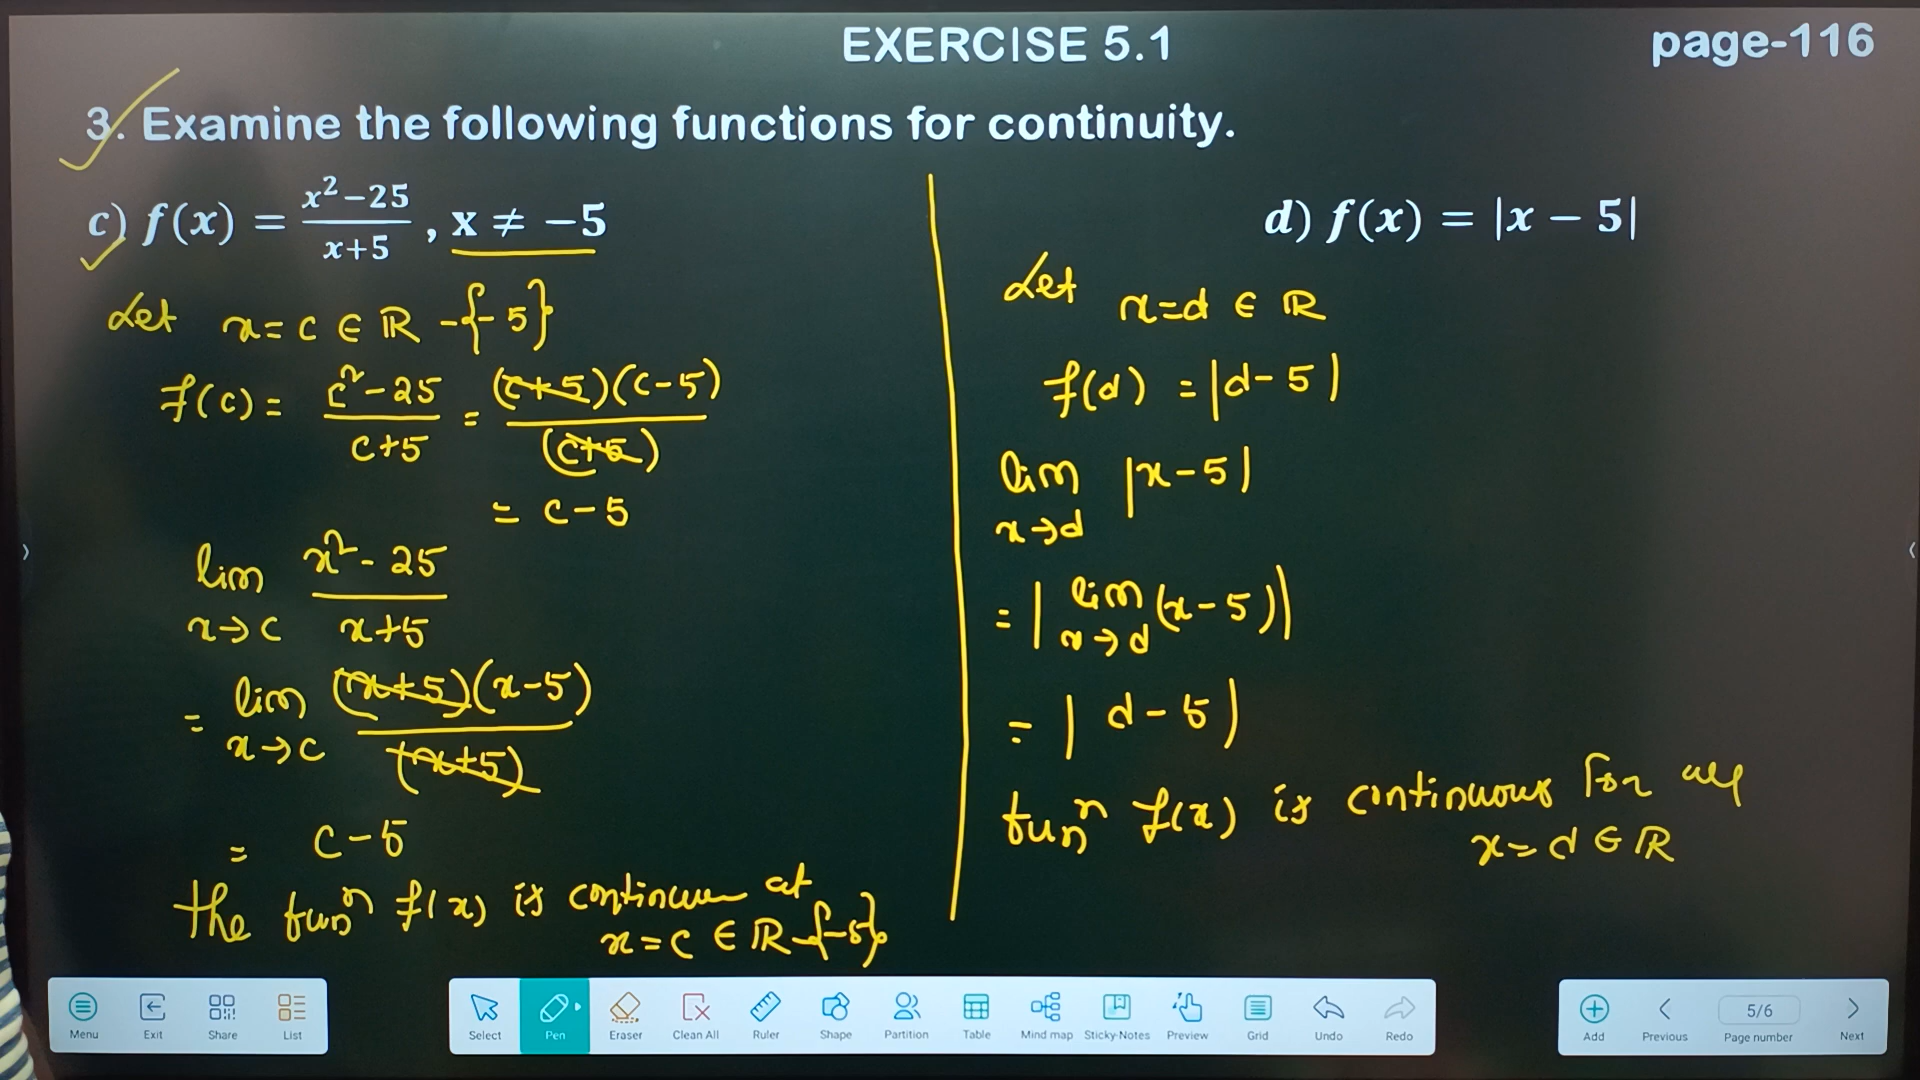 EXERCISE 5.1
page-116
3. Examine the following functions for continuity.
c) f(x) = x²−25 / x+5 , x ≠ −5
Let x = c ∈ ℝ -{-5}
f(c) = c²-25 / c+5 = (c+5)(c-5) / (c+5)
= c-5
lim x→c x²-25 / x+5
= lim x→c (x+5)(x-5) / (x+5)
= c-5
the funⁿ f(x) is at
x=c ∈ ℝ-{-5}
d) f(x) = |x − 5|
Let x=d ∈ ℝ
f(d) = |d-5|
lim x→d |x-5|
= | lim x→d (x-5)|
= | d-5|
funⁿ f(x) is continuous for all
x=d ∈ ℝ
Menu Exit Share List
Select Pen Eraser Clean All Ruler Shape Partition Table Mind map Sticky-Notes Preview Grid Undo Redo
5/6
Add Previous Page number Next